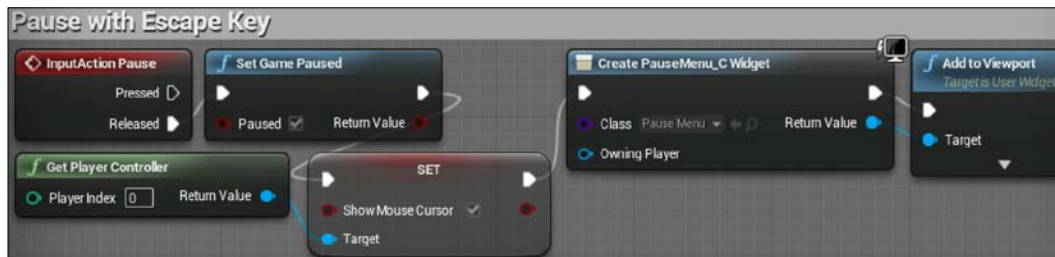 Pause with Escape Key
InputAction Pause
Pressed
Released
Set Game Paused
Paused
Return Value
Get Player Controller
Player Index 0
Return Value
SET
Show Mouse Cursor
Target
Create PauseMenu_C Widget
Class Pause Menu
Return Value
Owning Player
Add to Viewport
Target is User Widget
Target